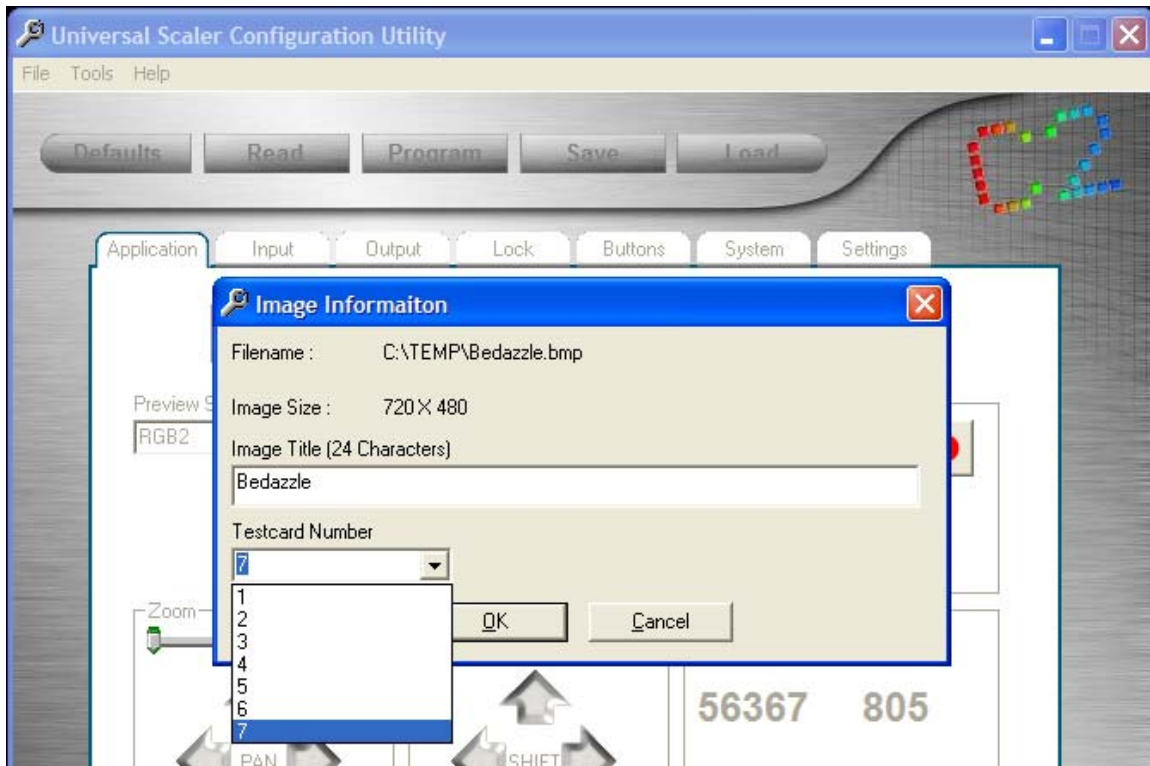 Universal Scaler Configuration Utility
File Tools Help
Defaults Read Program Save Load
C2
Application Input Output Lock Buttons System Settings
Image Informaiton
Filename : C:\TEMP\Bedazzle.bmp
Preview S
Image Size : 720 X 480
RGB2
Image Title (24 Characters)
Bedazzle
Testcard Number
7
1
2
3
4
5
6
7
Zoom
OK Cancel
56367 805
PAN SHIFT